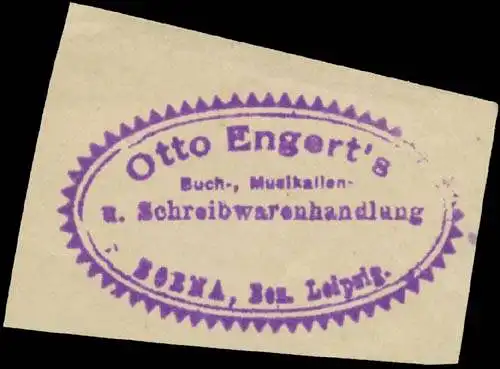 Otto Engert's
Buch-, Musikalien-
u. Schreibwarenhandlung
BORNA, Bez. Leipzig.